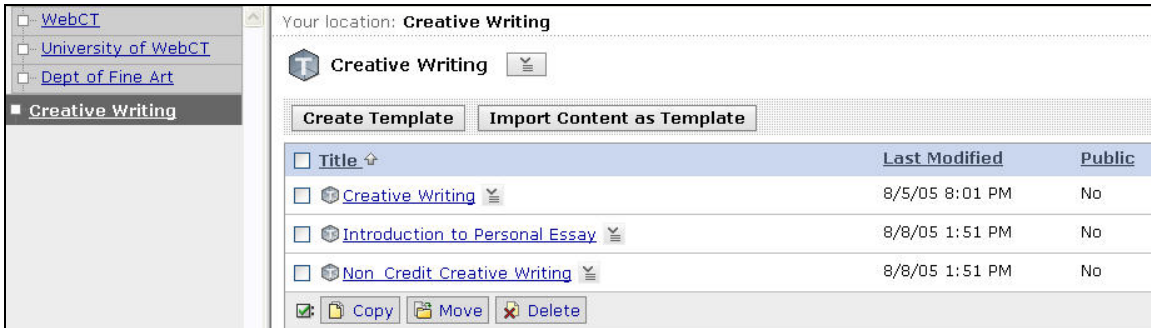 WebCT
University of WebCT
Dept of Fine Art
Creative Writing
Your location: Creative Writing
Creative Writing
Create Template Import Content as Template
Title Last Modified Public
Creative Writing 8/5/05 8:01 PM No
Introduction to Personal Essay 8/8/05 1:51 PM No
Non Credit Creative Writing 8/8/05 1:51 PM No
Copy Move Delete